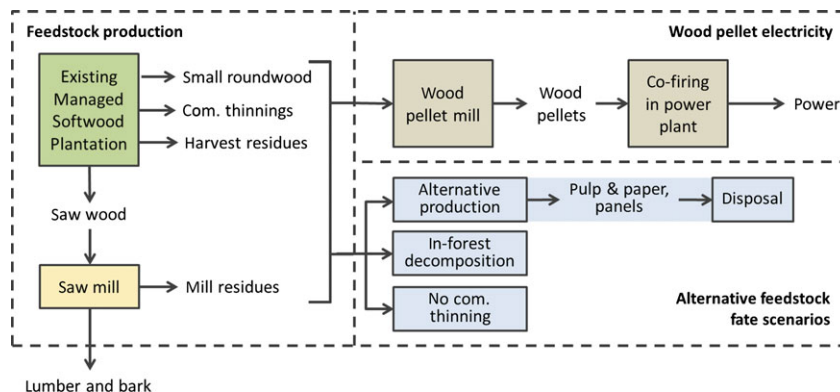 Feedstock production
Existing
Managed
Softwood
Plantation
Small roundwood
Com. thinnings
Harvest residues
Saw wood
Saw mill
Mill residues
Lumber and bark
Wood pellet electricity
Wood
pellet mill
Wood
pellets
Co-firing
in power
plant
Power
Alternative
production
Pulp & paper,
panels
Disposal
In-forest
decomposition
No com.
thinning
Alternative feedstock
fate scenarios